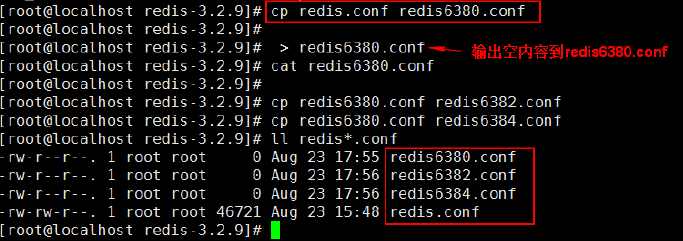 [root@localhost redis-3.2.9]# cp redis.conf redis6380.conf
[root@localhost redis-3.2.9]#
[root@localhost redis-3.2.9]#  > redis6380.conf 输出空内容到redis6380.conf
[root@localhost redis-3.2.9]# cat redis6380.conf
[root@localhost redis-3.2.9]#
[root@localhost redis-3.2.9]# cp redis6380.conf redis6382.conf
[root@localhost redis-3.2.9]# cp redis6380.conf redis6384.conf
[root@localhost redis-3.2.9]# ll redis*.conf
-rw-r--r--. 1 root root     0 Aug 23 17:55 redis6380.conf
-rw-r--r--. 1 root root     0 Aug 23 17:56 redis6382.conf
-rw-r--r--. 1 root root     0 Aug 23 17:56 redis6384.conf
-rw-rw-r--. 1 root root 46721 Aug 23 15:48 redis.conf
[root@localhost redis-3.2.9]#